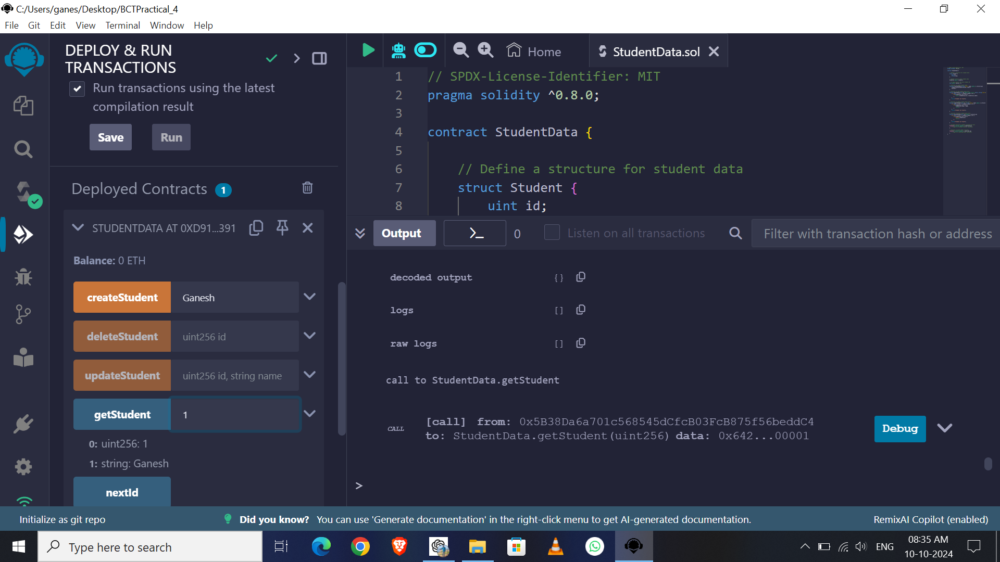 C:/Users/ganes/Desktop/BCTPractical_4
File Git Edit View Terminal Window Help
DEPLOY & RUN
TRANSACTIONS
Run transactions using the latest
compilation result
Save Run
Deployed Contracts 1
STUDENTDATA AT 0XD91...391
Balance: 0 ETH
createStudent Ganesh
deleteStudent uint256 id
updateStudent uint256 id, string name
getStudent 1
0: uint256: 1
1: string: Ganesh
nextId
Home StudentData.sol
1 // SPDX-License-Identifier: MIT
2 pragma solidity ^0.8.0;
3
4 contract StudentData {
5
6 // Define a structure for student data
7 struct Student {
8 uint id;
Output >_ 0 Listen on all transactions Filter with transaction hash or address
decoded output {}
logs []
raw logs []
call to StudentData.getStudent
CALL [call] from: 0x5B38Da6a701c568545dCfcB03FcB875f56beddC4
to: StudentData.getStudent(uint256) data: 0x642...00001
Debug
>
Initialize as git repo Did you know? You can use 'Generate documentation' in the right-click menu to get AI-generated documentation. RemixAI Copilot (enabled)
Type here to search ENG 08:35 AM
10-10-2024